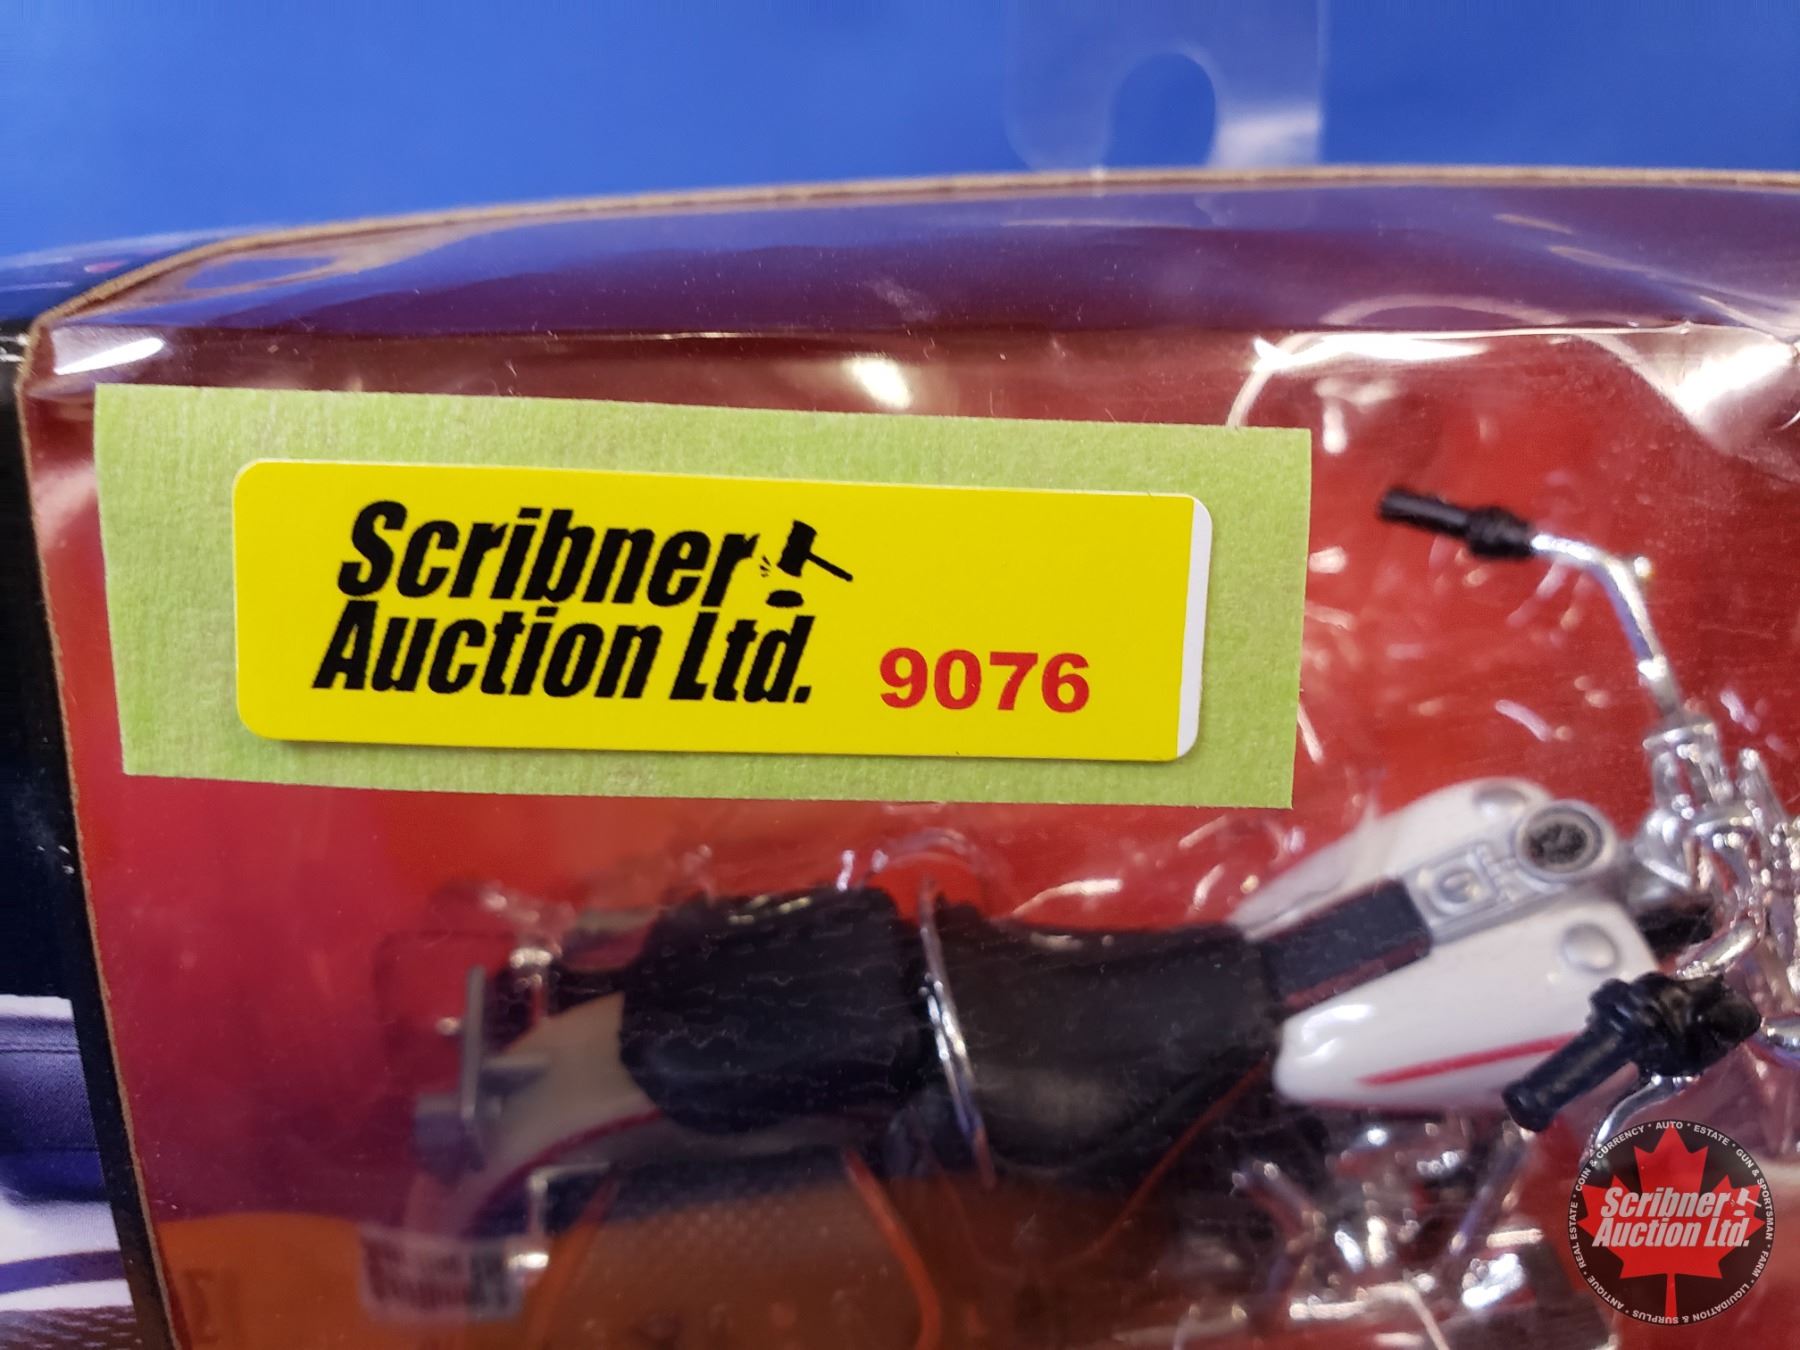 Scribner
Auction Ltd.
9076
COIN & CURRENCY • AUTO • ESTATE • GUN & SPORTSMAN • FARM • LIQUIDATION & SURPLUS • ANTIQUE • REAL ESTATE •
Scribner
Auction Ltd.